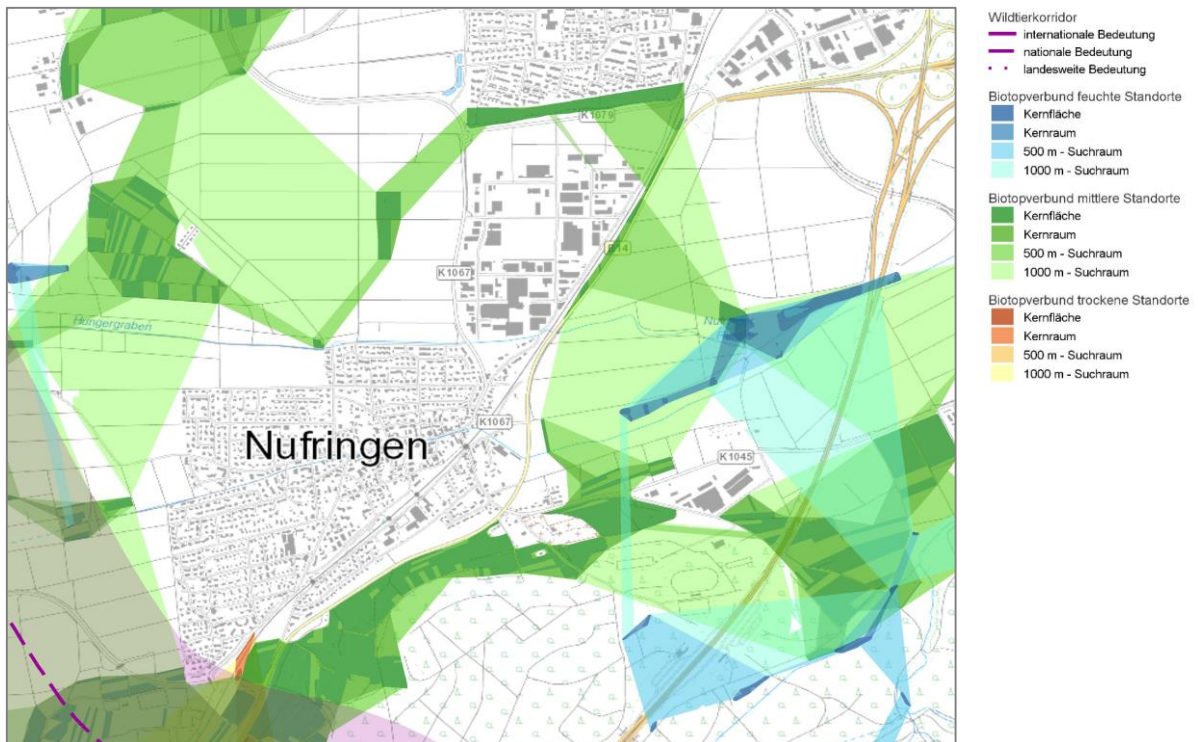 Wildtierkorridor
internationale Bedeutung
nationale Bedeutung
landesweite Bedeutung
Biotopverbund feuchte Standorte
Kernfläche
Kernraum
500 m - Suchraum
1000 m - Suchraum
Biotopverbund mittlere Standorte
Kernfläche
Kernraum
500 m - Suchraum
1000 m - Suchraum
Biotopverbund trockene Standorte
Kernfläche
Kernraum
500 m - Suchraum
1000 m - Suchraum
K1079
B14
K1067
Hungergraben
K1067
Nufringen
K1045